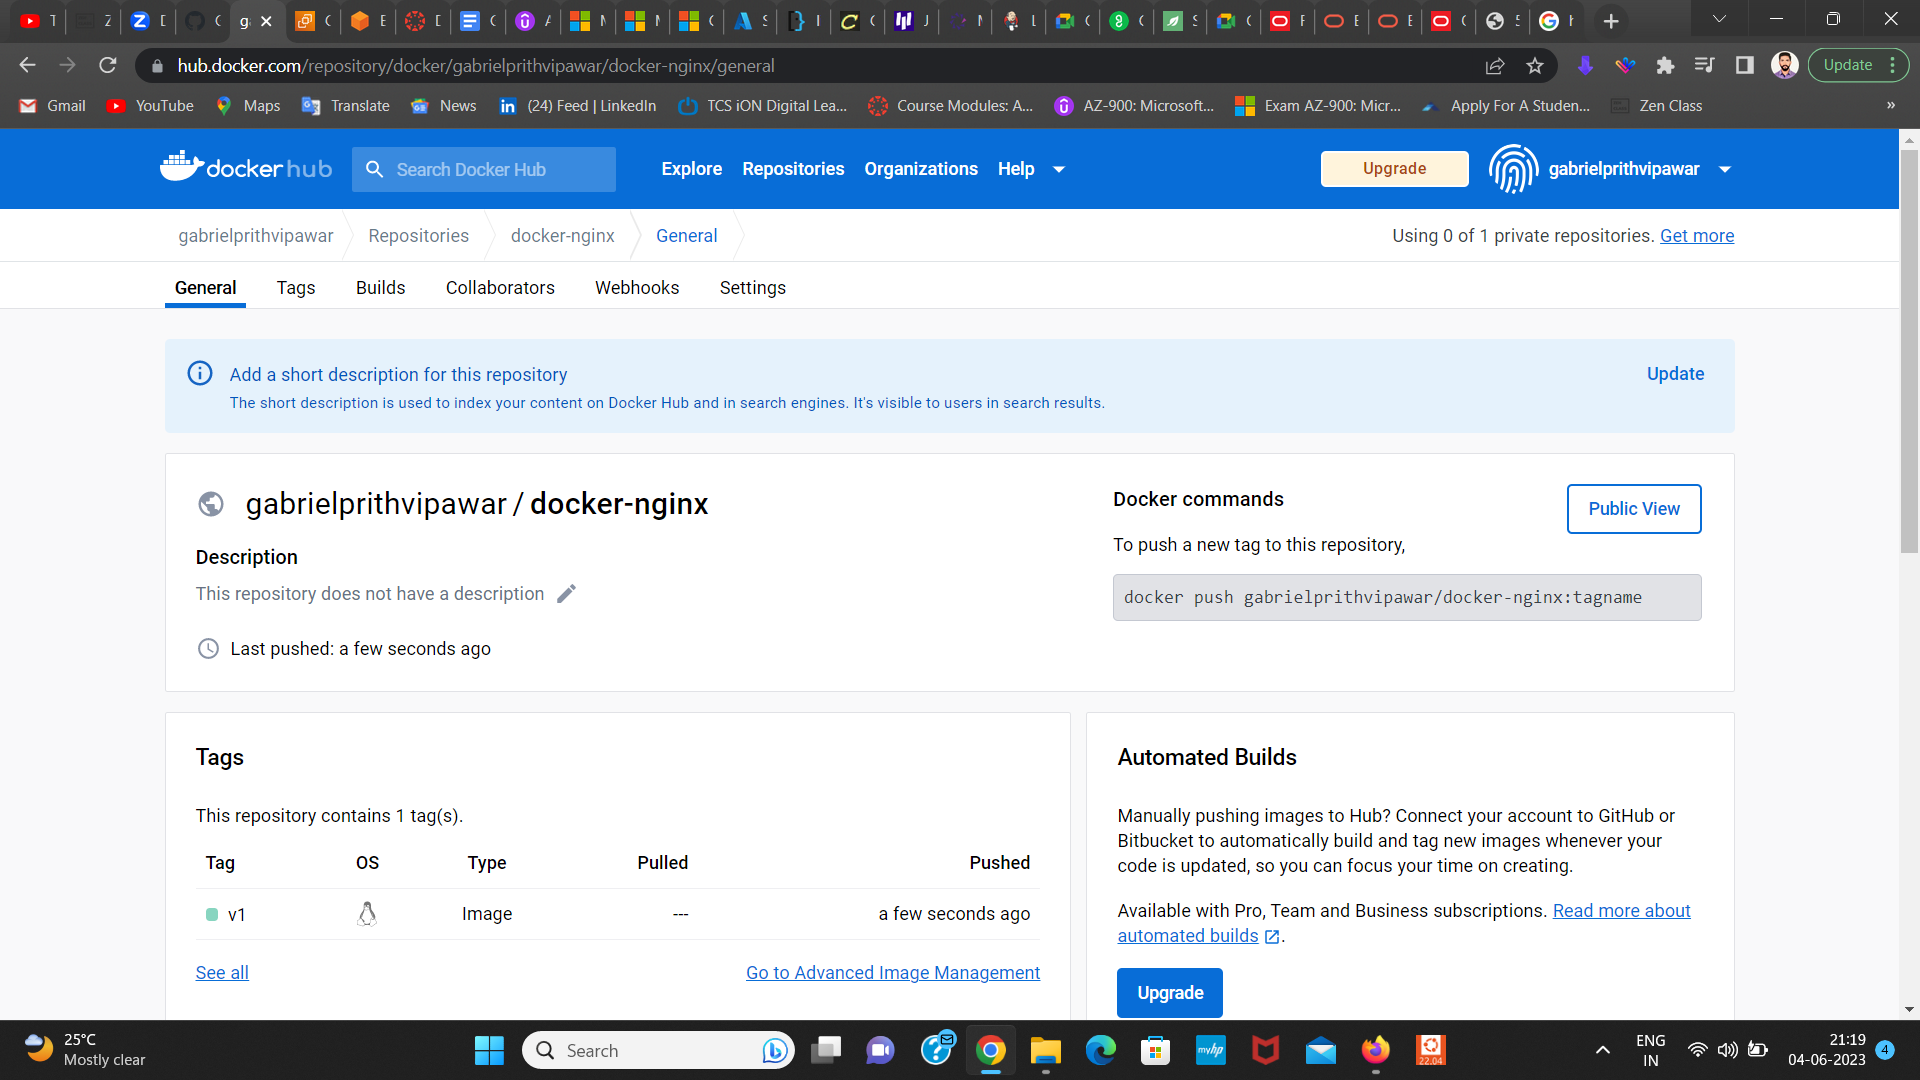 hub.docker.com/repository/docker/gabrielprithvipawar/docker-nginx/general
Update
Gmail
YouTube
Maps
Translate
News
(24) Feed | LinkedIn
TCS iON Digital Lea...
Course Modules: A...
AZ-900: Microsoft...
Exam AZ-900: Micr...
Apply For A Studen...
Zen Class
»
docker hub
Search Docker Hub
Explore
Repositories
Organizations
Help
Upgrade
gabrielprithvipawar
gabrielprithvipawar
Repositories
docker-nginx
General
Using 0 of 1 private repositories. Get more
General
Tags
Builds
Collaborators
Webhooks
Settings
Add a short description for this repository
Update
The short description is used to index your content on Docker Hub and in search engines. It's visible to users in search results.
gabrielprithvipawar / docker-nginx
Description
This repository does not have a description
Last pushed: a few seconds ago
Docker commands
Public View
To push a new tag to this repository,
docker push gabrielprithvipawar/docker-nginx:tagname
Tags
This repository contains 1 tag(s).
Tag
OS
Type
Pulled
Pushed
v1
Image
---
a few seconds ago
See all
Go to Advanced Image Management
Automated Builds
Manually pushing images to Hub? Connect your account to GitHub or
Bitbucket to automatically build and tag new images whenever your
code is updated, so you can focus your time on creating.
Available with Pro, Team and Business subscriptions. Read more about
automated builds.
Upgrade
25°C
Mostly clear
Search
myhp
22.04
ENG
IN
21:19
04-06-2023
4